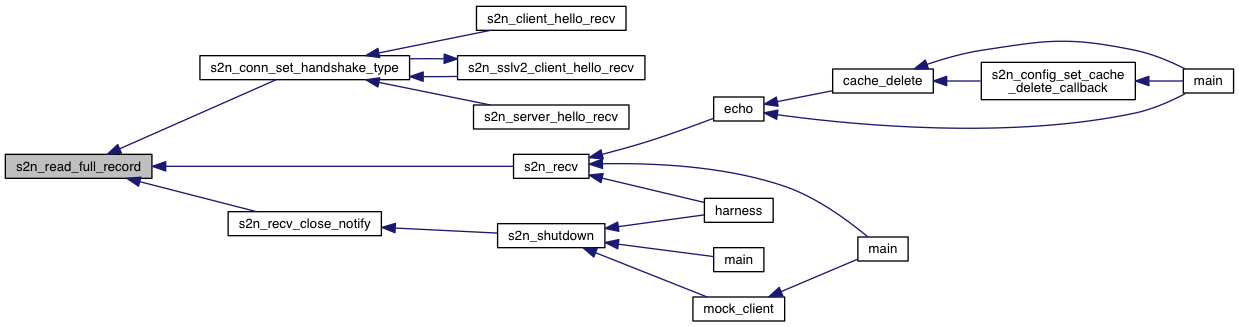 s2n_client_hello_recv
s2n_conn_set_handshake_type
s2n_sslv2_client_hello_recv
s2n_server_hello_recv
cache_delete
s2n_config_set_cache
_delete_callback
main
echo
s2n_read_full_record
s2n_recv
harness
s2n_recv_close_notify
s2n_shutdown
main
main
mock_client